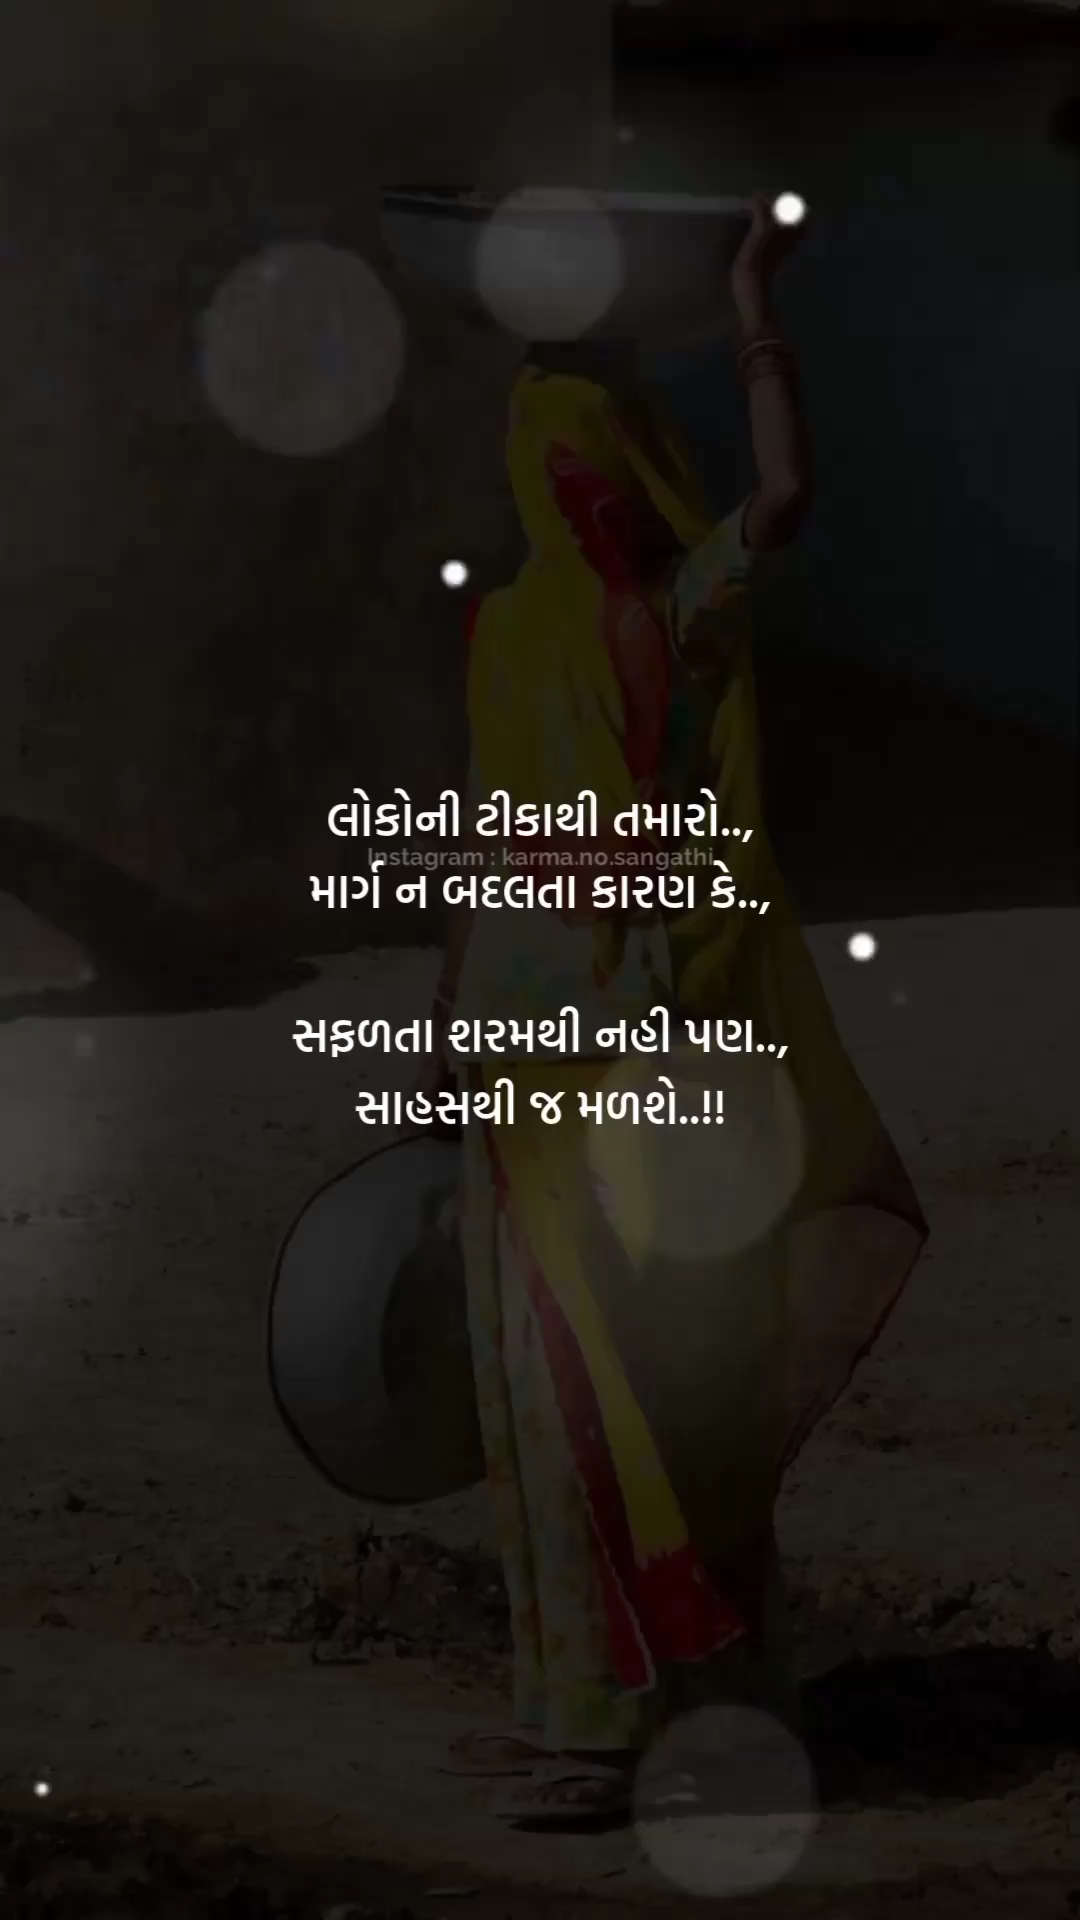 લોકોની ટીકાથી તમારો..,
Instagram : karma.no.sangathi
માર્ગ ન બદલતા કારણ કે..,
સફળતા શરમથી નહી પણ..,
સાહસથી જ મળશે..!!